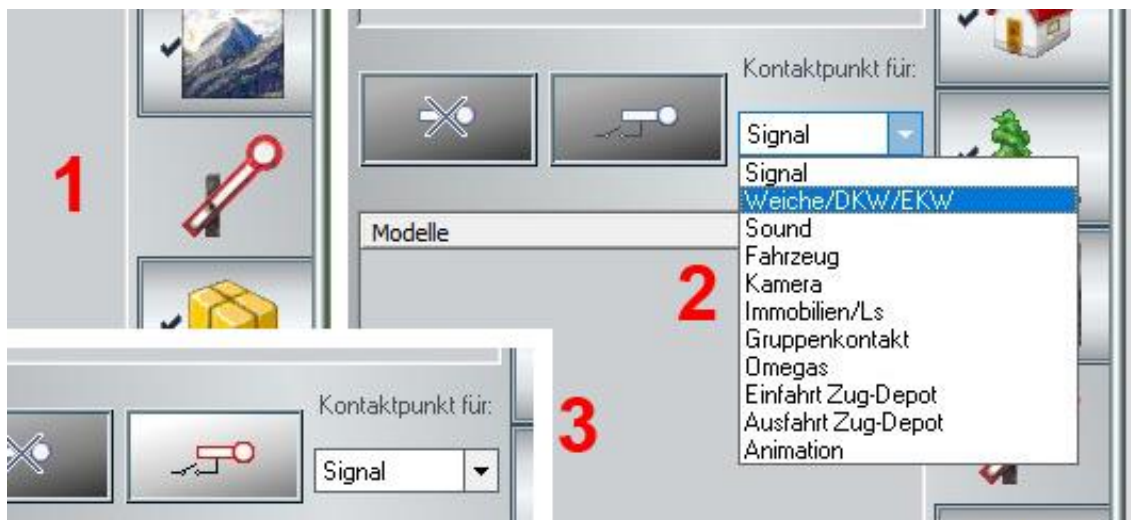 1
Kontaktpunkt für:
Signal
Signal
Weiche/DKW/EKW
Sound
Fahrzeug
Kamera
Immobilien/Ls
Gruppenkontakt
Omegas
Einfahrt Zug-Depot
Ausfahrt Zug-Depot
Animation
Modelle
2
Kontaktpunkt für:
Signal
3